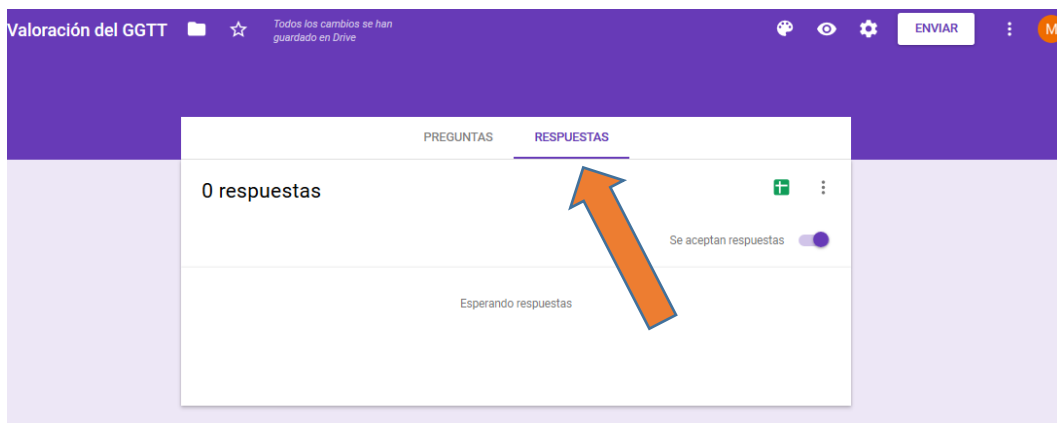 Valoración del GGTT
Todos los cambios se han
guardado en Drive
ENVIAR
M
PREGUNTAS RESPUESTAS
0 respuestas
Se aceptan respuestas
Esperando respuestas